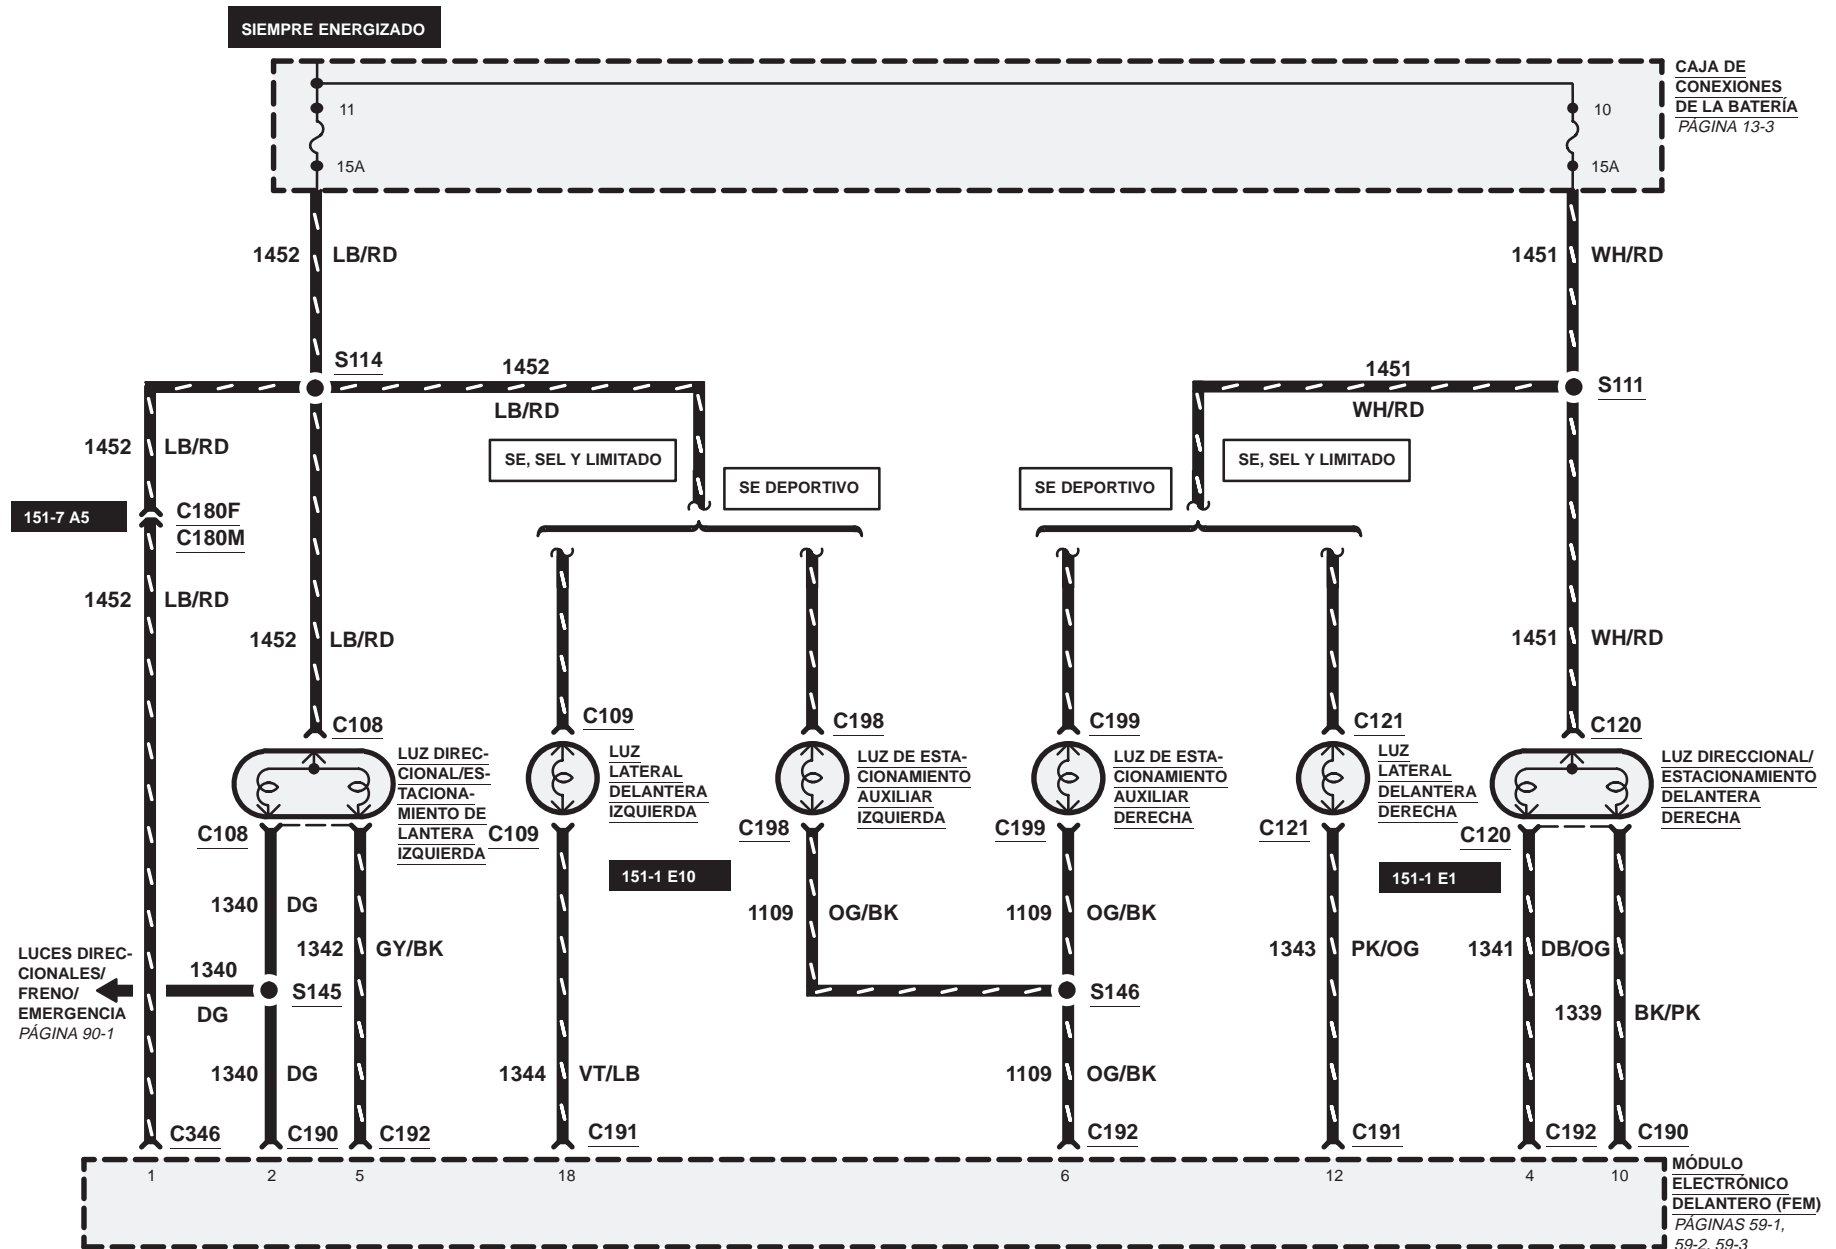 SIEMPRE ENERGIZADO
CAJA DE
CONEXIONES
DE LA BATERÍA
PÁGINA 13-3
11
15A
10
15A
1452
LB/RD
1451
WH/RD
S114
1452
LB/RD
1451
WH/RD
S111
1452
LB/RD
SE, SEL Y LIMITADO
SE DEPORTIVO
SE DEPORTIVO
SE, SEL Y LIMITADO
151-7 A5
C180F
C180M
1452
LB/RD
1452
LB/RD
1451
WH/RD
C108
C109
C198
C199
C121
C120
LUZ DIREC-
CIONAL/ES-
TACIONA-
MIENTO DE
LANTERA
IZQUIERDA
LUZ
LATERAL
DELANTERA
IZQUIERDA
LUZ DE ESTA-
CIONAMIENTO
AUXILIAR
IZQUIERDA
LUZ DE ESTA-
CIONAMIENTO
AUXILIAR
DERECHA
LUZ
LATERAL
DELANTERA
DERECHA
LUZ DIRECCIONAL/
ESTACIONAMIENTO
DELANTERA
DERECHA
C108
C109
C198
C199
C121
C120
151-1 E10
151-1 E1
1340
DG
1342
GY/BK
1109
OG/BK
1109
OG/BK
1343
PK/OG
1341
DB/OG
LUCES DIREC-
CIONALES/
FRENO/
EMERGENCIA
PÁGINA 90-1
1340
DG
S145
S146
1339
BK/PK
1340
DG
1344
VT/LB
1109
OG/BK
C346
C190
C192
C191
C192
C191
C192
C190
1
2
5
18
6
12
4
10
MÓDULO
ELECTRÓNICO
DELANTERO (FEM)
PÁGINAS 59-1,
59-2, 59-3